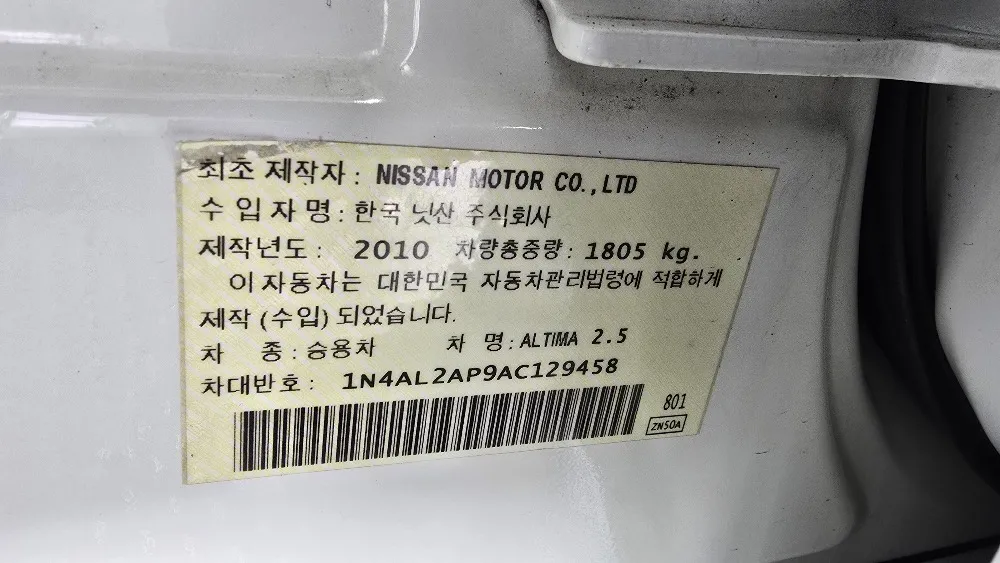 최초 제작자 : NISSAN MOTOR CO.,LTD
수 입 자 명 : 한국 닛산 주식회사
제작년도 : 2010 차량총중량 : 1805 kg.
이 자동차는 대한민국 자동차관리법령에 적합하게
제작 (수입) 되었습니다.
차 종 : 승용차 차 명 : ALTIMA 2.5
차대번호 : 1N4AL2AP9AC129458
801
ZN50A